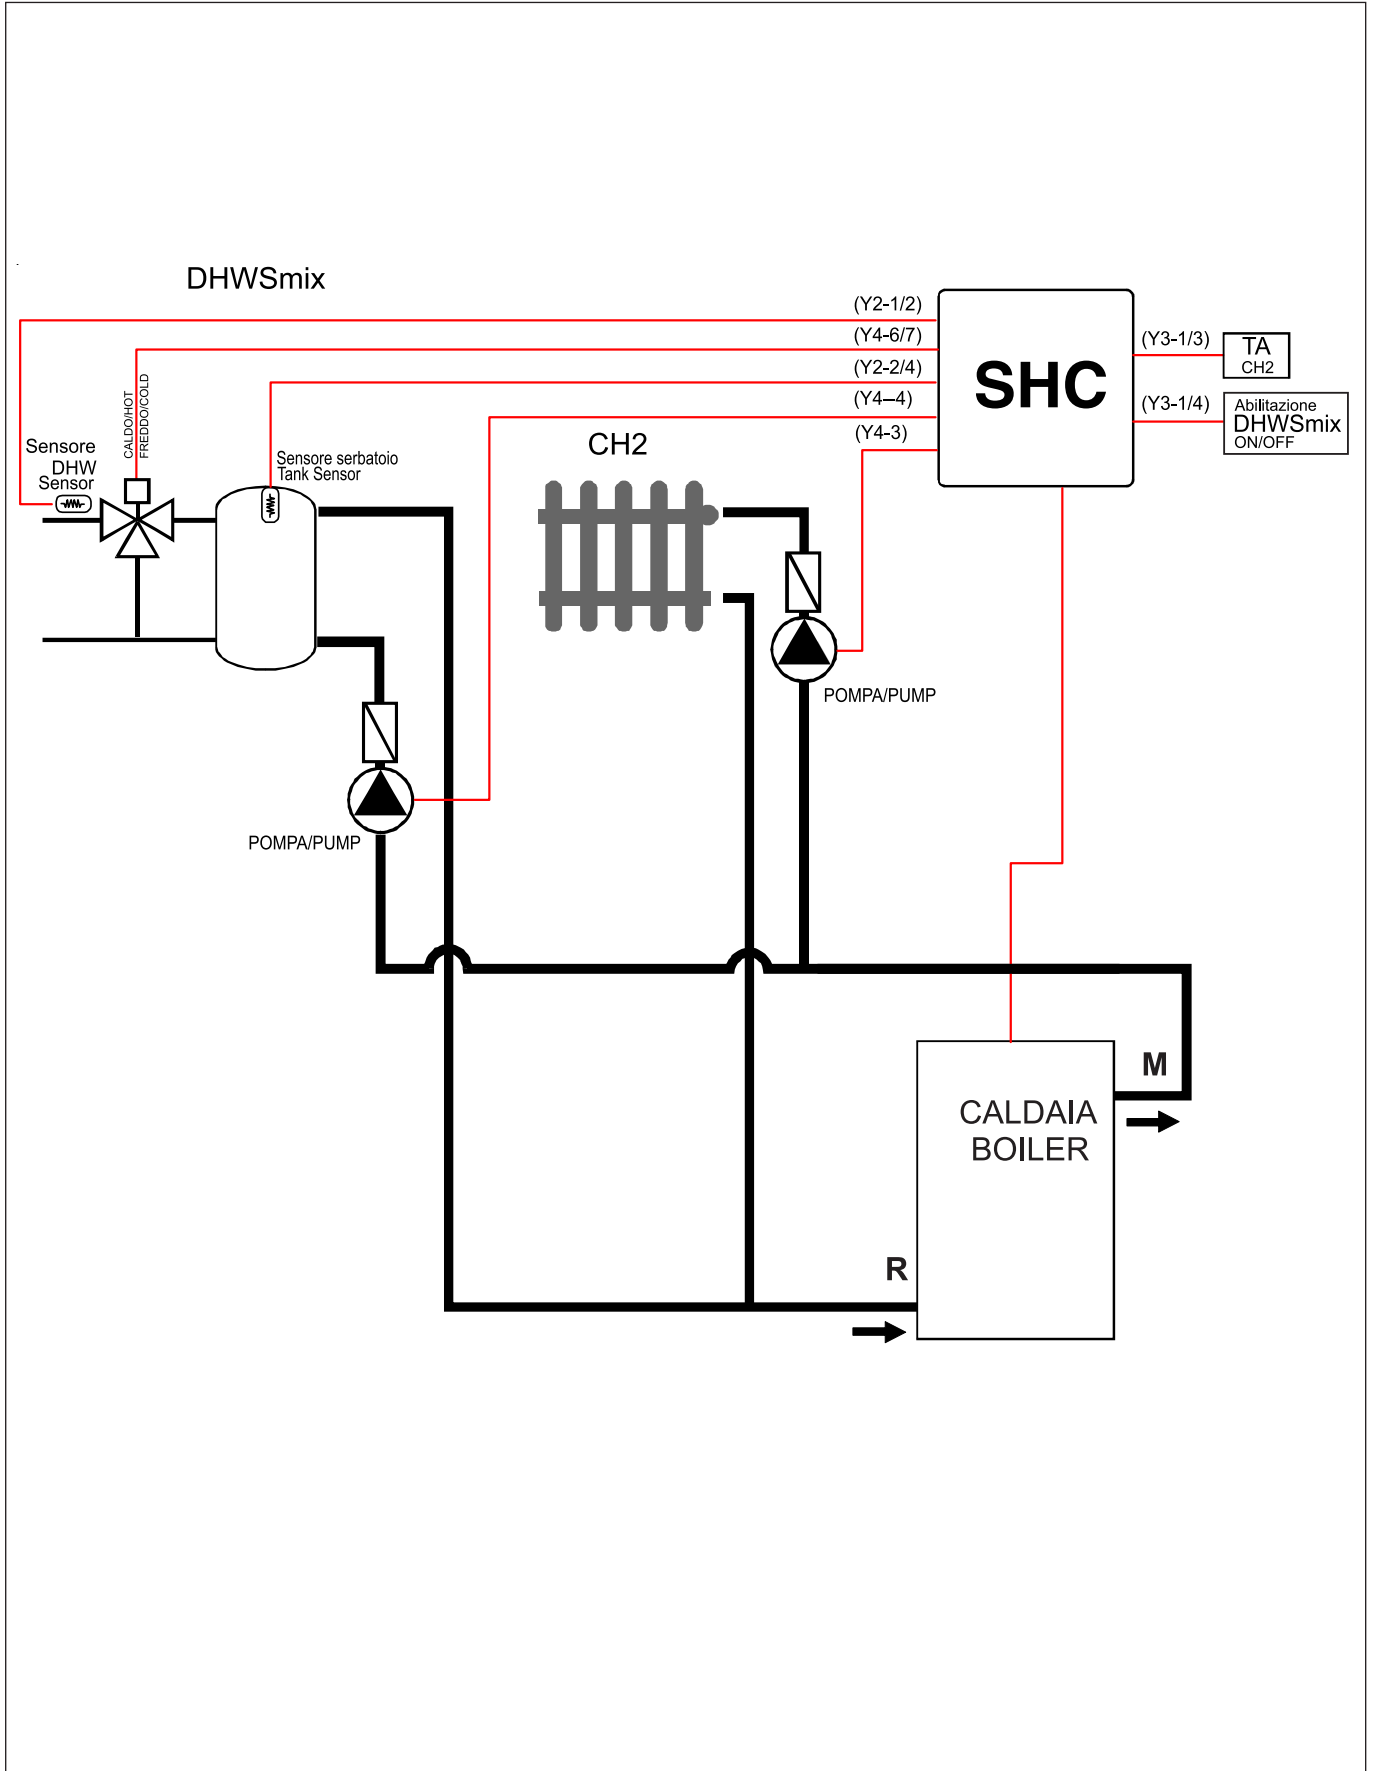 DHWSmix
(Y2-1/2)
(Y4-6/7)
(Y2-2/4)
(Y4--4)
(Y4-3)
SHC
(Y3-1/3)
TA
CH2
(Y3-1/4)
Abilitazione
DHWSmix
ON/OFF
CALDO/HOT
FREDDO/COLD
Sensore
DHW
Sensor
Sensore serbatoio
Tank Sensor
CH2
POMPA/PUMP
POMPA/PUMP
M
CALDAIA
BOILER
R